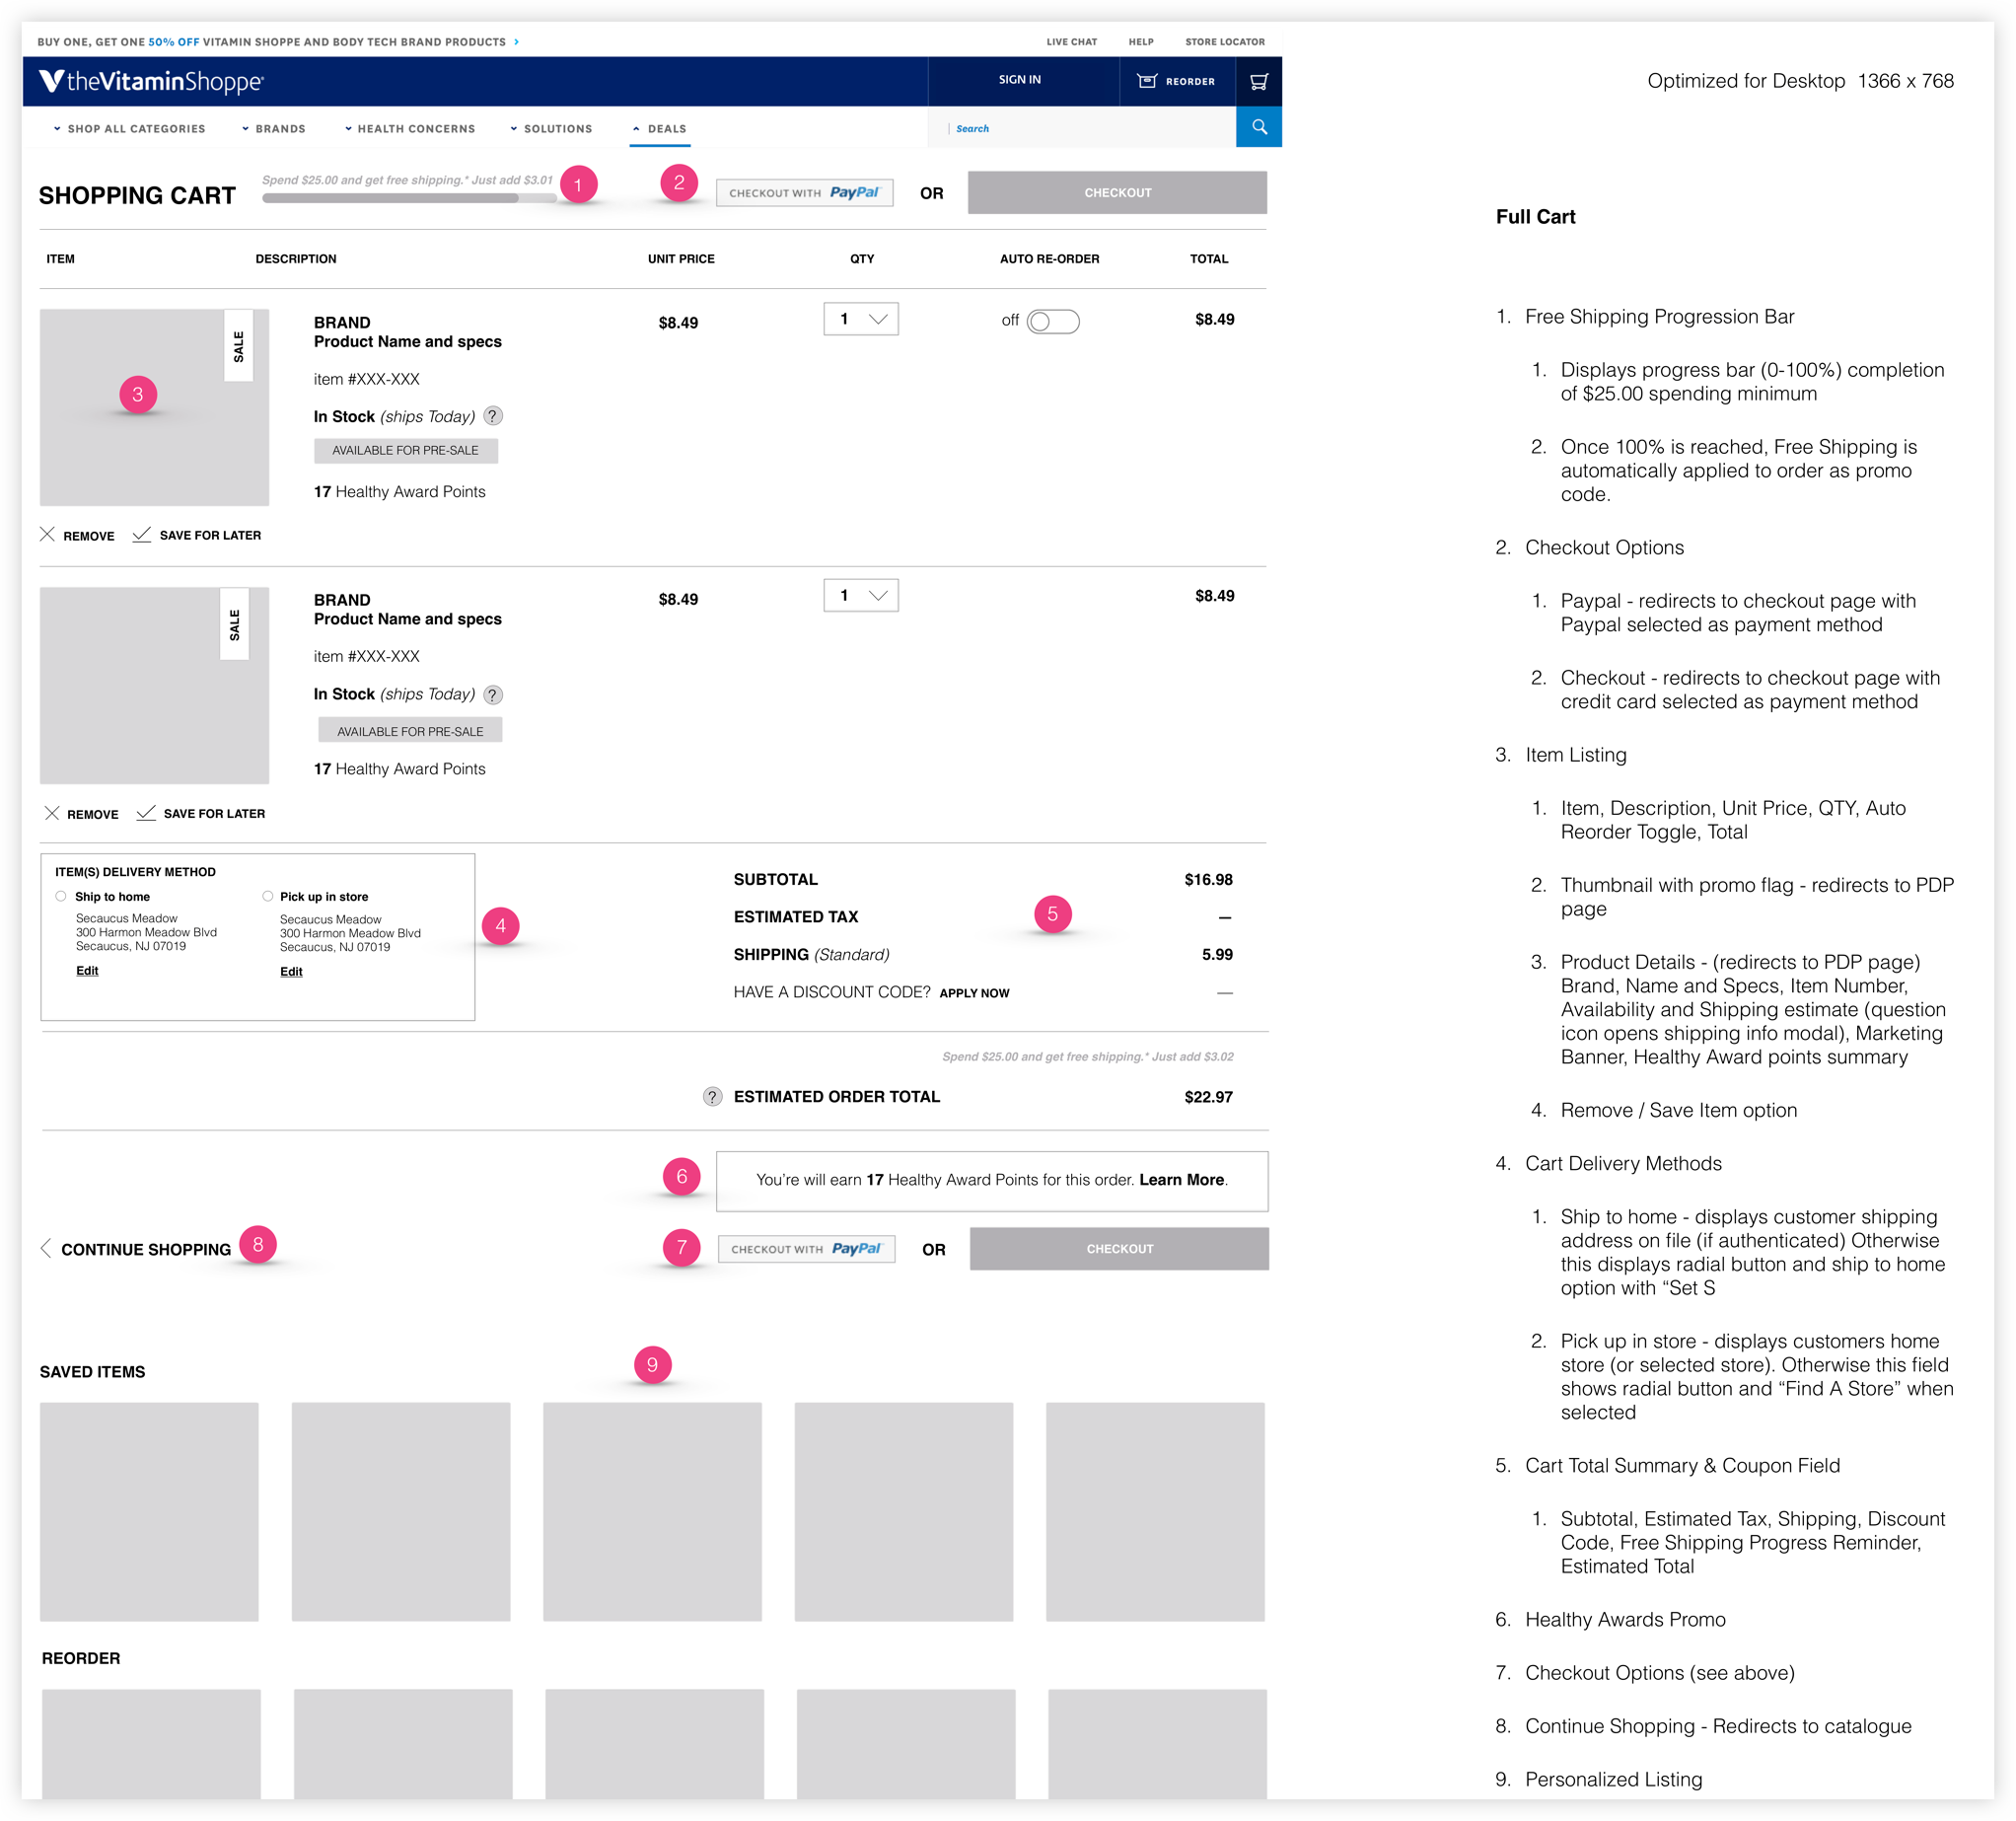 BUY ONE, GET ONE 50% OFF VITAMIN SHOPPE AND BODY TECH BRAND PRODUCTS
LIVE CHAT HELP STORE LOCATOR
theVitaminShoppe
SIGN IN REORDER
SHOP ALL CATEGORIES BRANDS HEALTH CONCERNS SOLUTIONS DEALS
Search
SHOPPING CART
Spend $25.00 and get free shipping.* Just add $3.01
1
2
CHECKOUT WITH PayPal OR CHECKOUT
ITEM DESCRIPTION UNIT PRICE QTY AUTO RE-ORDER TOTAL
SALE
3
BRAND
Product Name and specs
$8.49 1 off $8.49
item #XXX-XXX
In Stock (ships Today) ?
AVAILABLE FOR PRE-SALE
17 Healthy Award Points
REMOVE SAVE FOR LATER
SALE
BRAND
Product Name and specs
$8.49 1 $8.49
item #XXX-XXX
In Stock (ships Today) ?
AVAILABLE FOR PRE-SALE
17 Healthy Award Points
REMOVE SAVE FOR LATER
ITEM(S) DELIVERY METHOD
Ship to home
Secaucus Meadow
300 Harmon Meadow Blvd
Secaucus, NJ 07019
Edit
Pick up in store
Secaucus Meadow
300 Harmon Meadow Blvd
Secaucus, NJ 07019
Edit
4
SUBTOTAL $16.98
ESTIMATED TAX —
5
SHIPPING (Standard) 5.99
HAVE A DISCOUNT CODE? APPLY NOW —
Spend $25.00 and get free shipping.* Just add $3.02
? ESTIMATED ORDER TOTAL $22.97
6
You're will earn 17 Healthy Award Points for this order. Learn More.
CONTINUE SHOPPING 8
7
CHECKOUT WITH PayPal OR CHECKOUT
9
SAVED ITEMS
REORDER
Optimized for Desktop 1366 x 768
Full Cart
1. Free Shipping Progression Bar
1. Displays progress bar (0-100%) completion
of $25.00 spending minimum
2. Once 100% is reached, Free Shipping is
automatically applied to order as promo
code.
2. Checkout Options
1. Paypal - redirects to checkout page with
Paypal selected as payment method
2. Checkout - redirects to checkout page with
credit card selected as payment method
3. Item Listing
1. Item, Description, Unit Price, QTY, Auto
Reorder Toggle, Total
2. Thumbnail with promo flag - redirects to PDP
page
3. Product Details - (redirects to PDP page)
Brand, Name and Specs, Item Number,
Availability and Shipping estimate (question
icon opens shipping info modal), Marketing
Banner, Healthy Award points summary
4. Remove / Save Item option
4. Cart Delivery Methods
1. Ship to home - displays customer shipping
address on file (if authenticated) Otherwise
this displays radial button and ship to home
option with “Set S
2. Pick up in store - displays customers home
store (or selected store). Otherwise this field
shows radial button and “Find A Store” when
selected
5. Cart Total Summary & Coupon Field
1. Subtotal, Estimated Tax, Shipping, Discount
Code, Free Shipping Progress Reminder,
Estimated Total
6. Healthy Awards Promo
7. Checkout Options (see above)
8. Continue Shopping - Redirects to catalogue
9. Personalized Listing